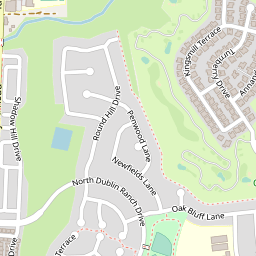 Kingsmill Terrace
Turnberry Drive
Shadow Hill Drive
Round Hill Drive
Penwood Lane
Newfields Lane
North Dublin Ranch Drive
Oak Bluff Lane
Terrace